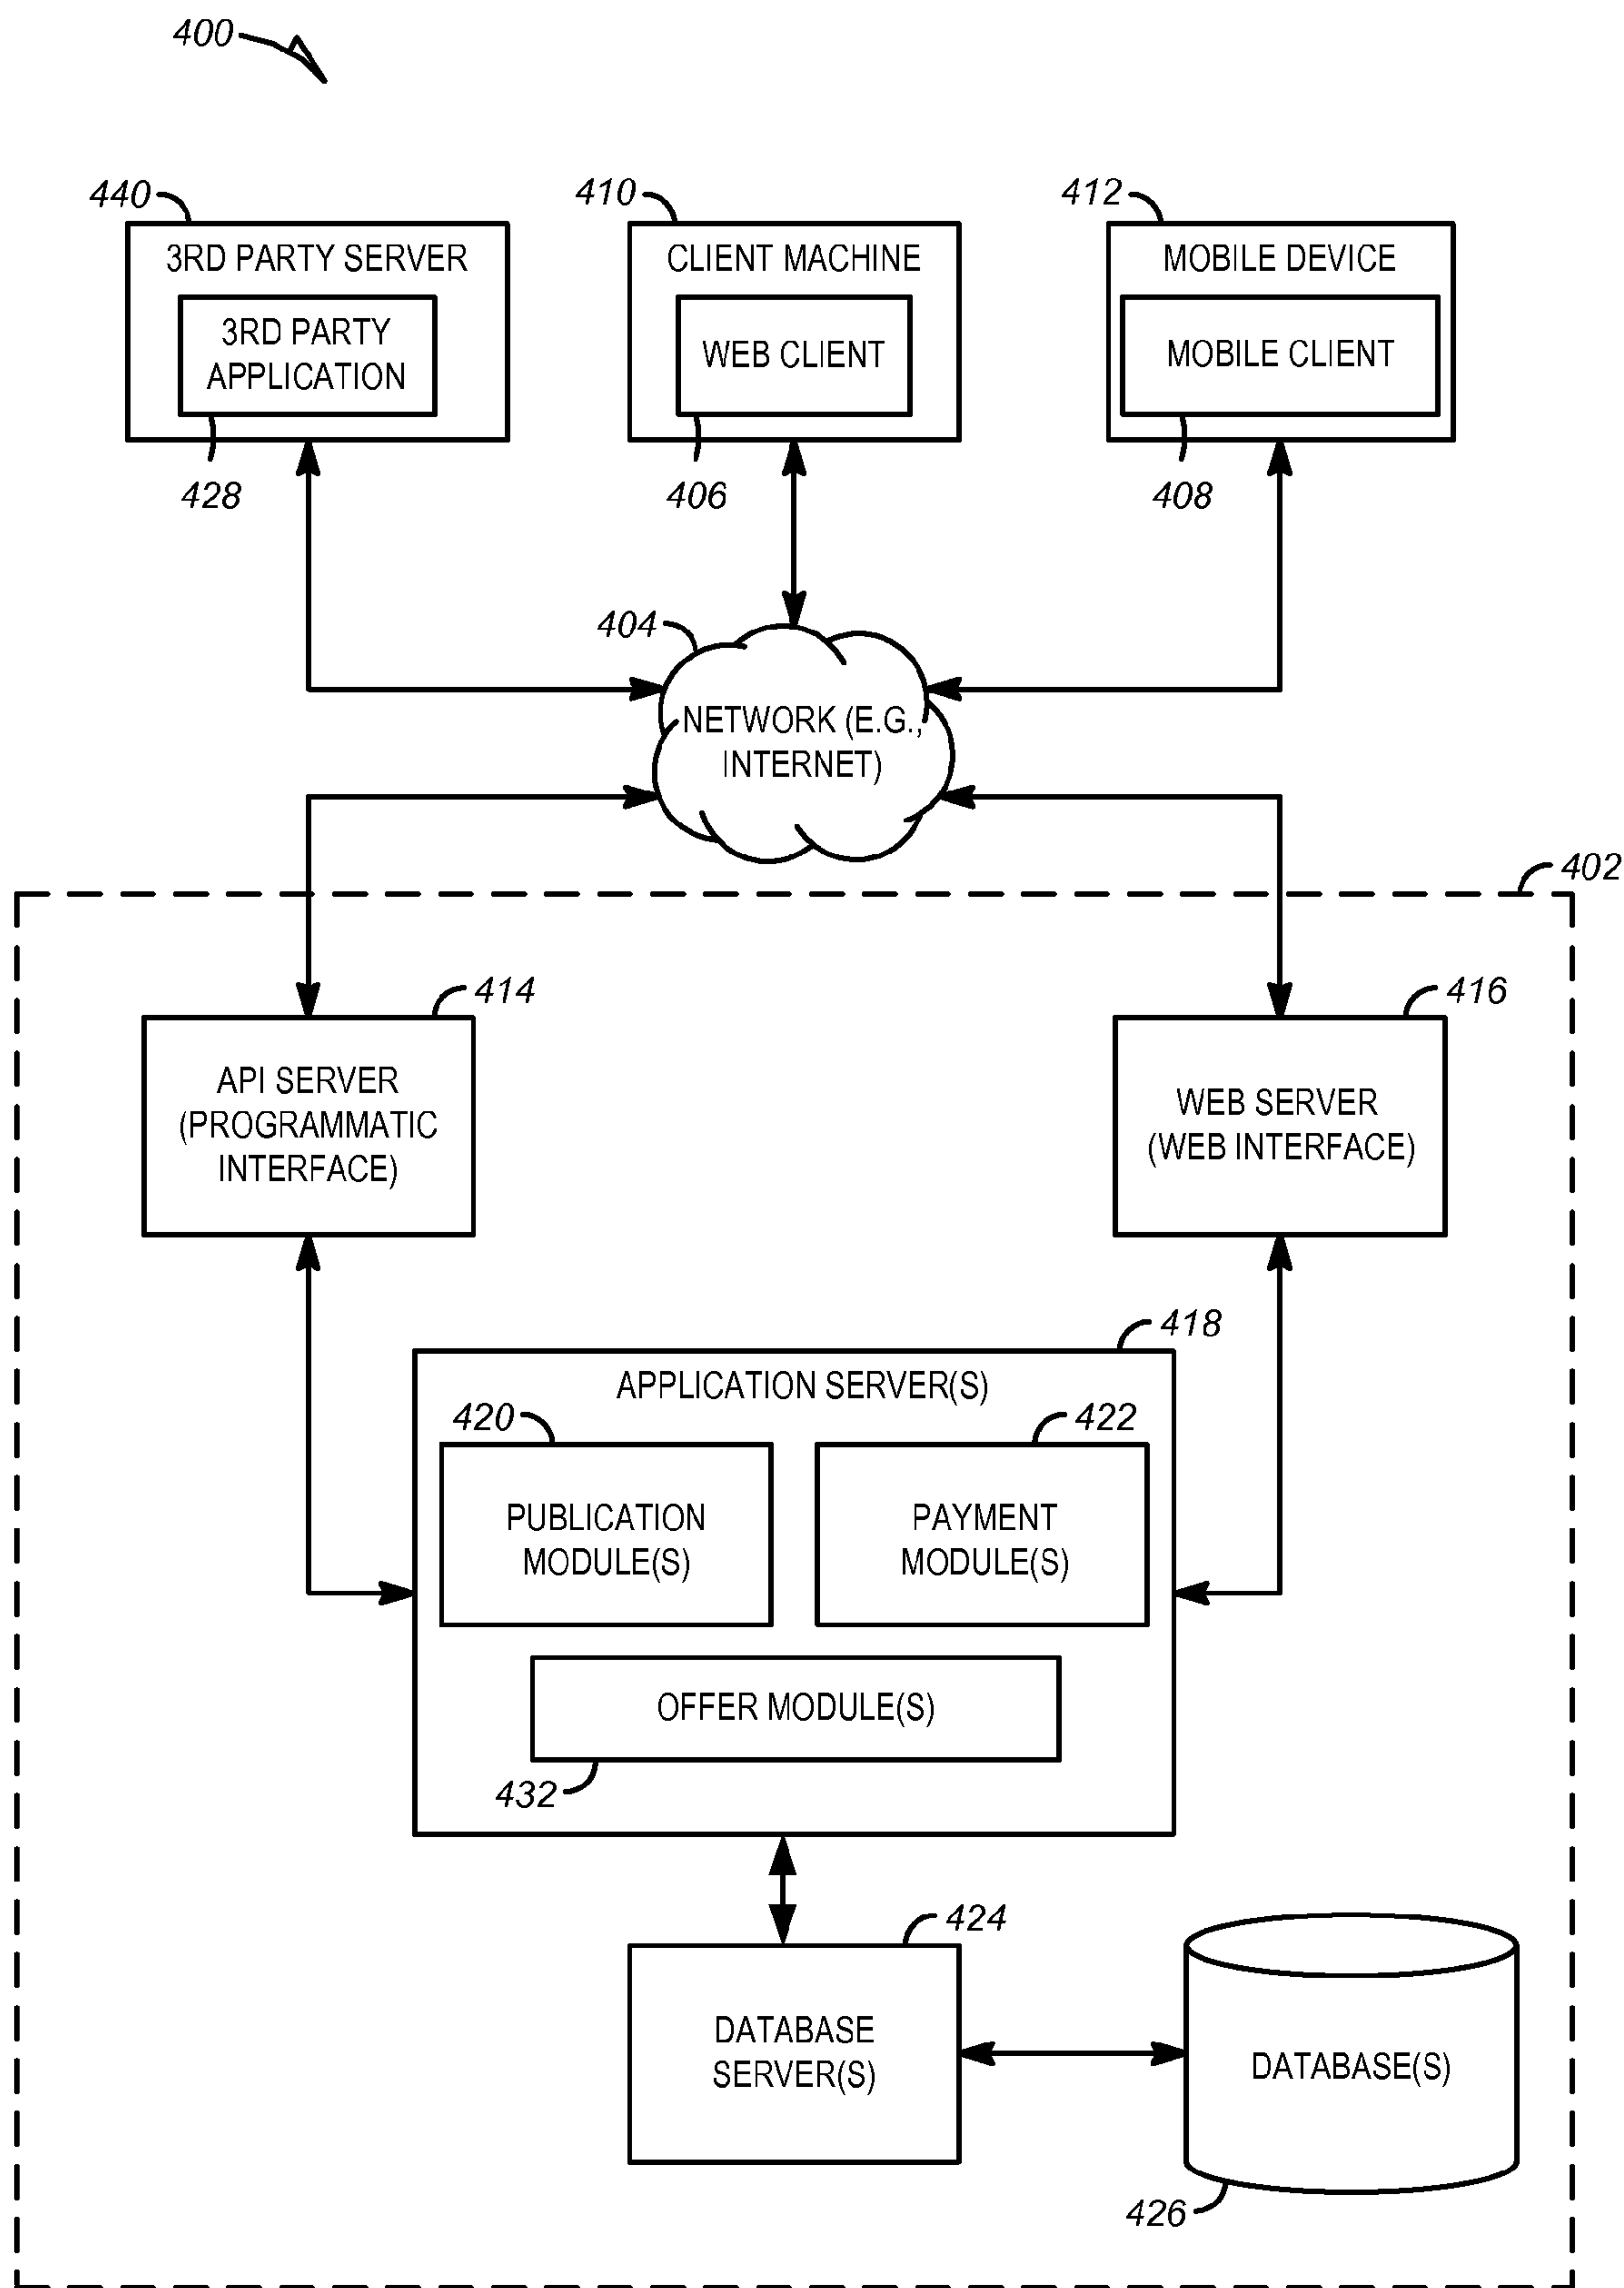 400
440
410
412
3RD PARTY SERVER
3RD PARTY
APPLICATION
428
CLIENT MACHINE
WEB CLIENT
406
MOBILE DEVICE
MOBILE CLIENT
408
404
NETWORK (E.G.,
INTERNET)
402
414
API SERVER
(PROGRAMMATIC
INTERFACE)
416
WEB SERVER
(WEB INTERFACE)
418
APPLICATION SERVER(S)
420
PUBLICATION
MODULE(S)
422
PAYMENT
MODULE(S)
OFFER MODULE(S)
432
424
DATABASE
SERVER(S)
DATABASE(S)
426